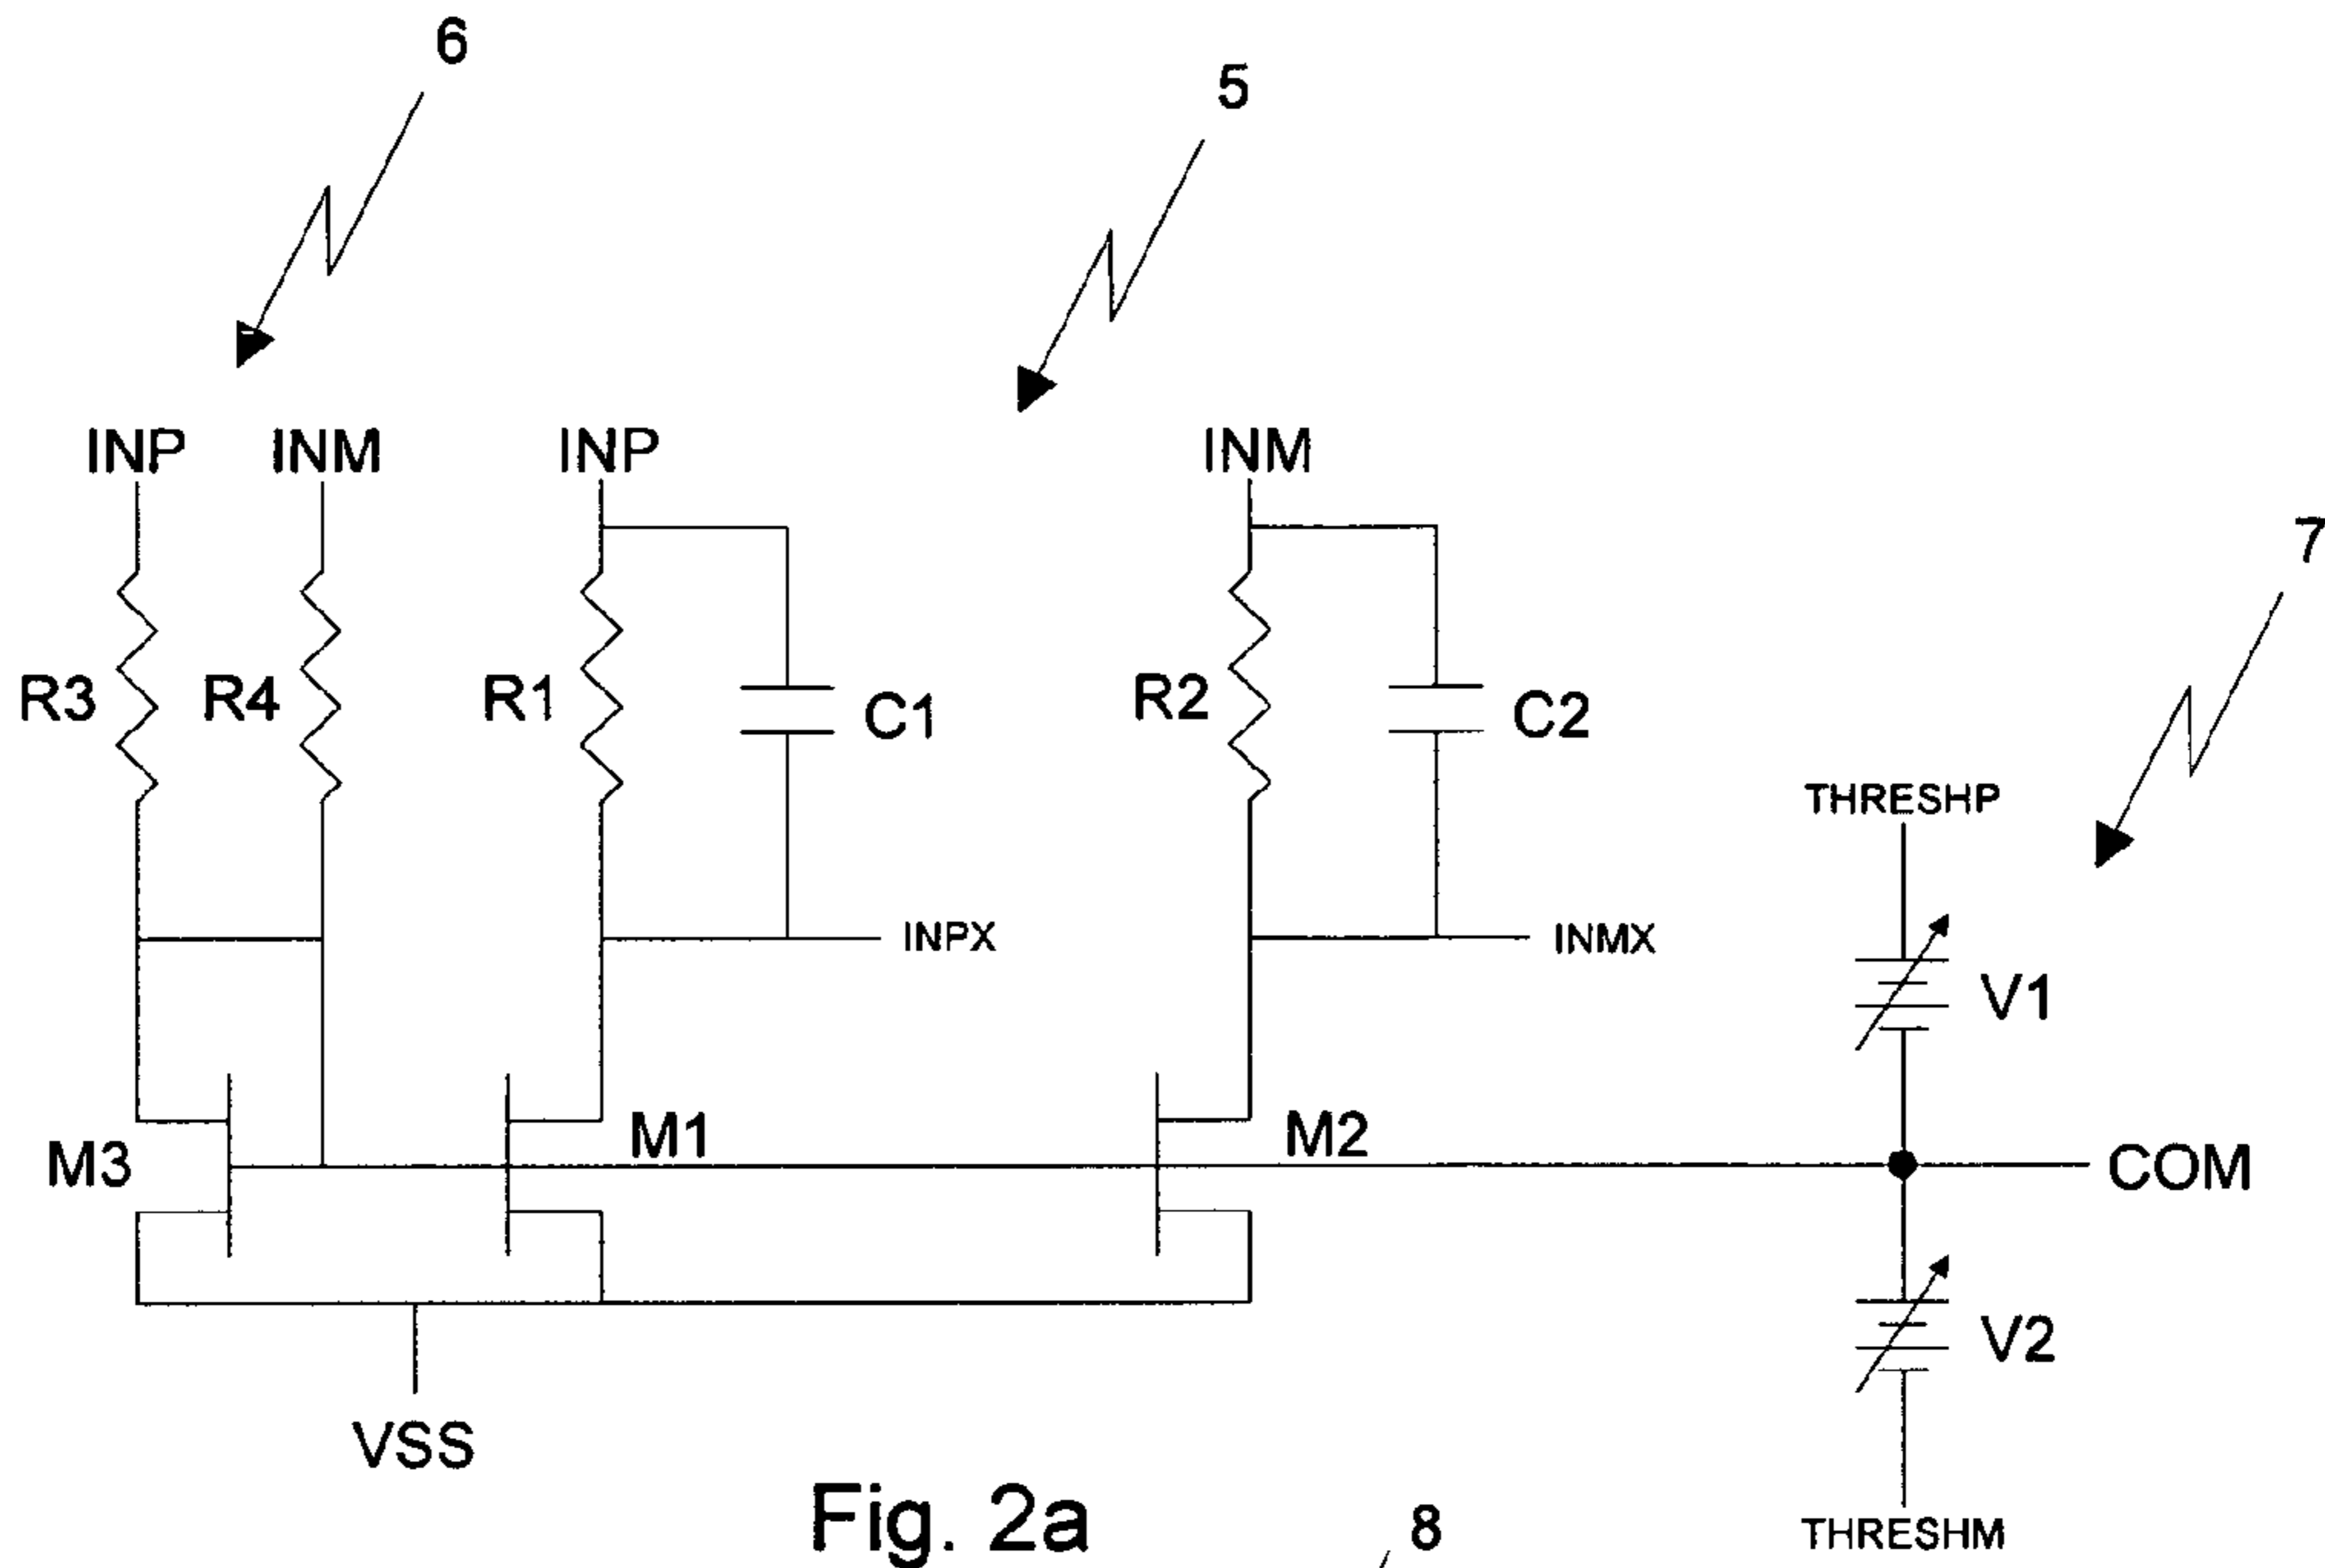 6
5
INP INM INP INM
7
R3 R4 R1 C1 R2 C2
THRESHP
INPX INMX
V1
M3 M1 M2
COM
V2
VSS
Fig. 2a
8
THRESHM